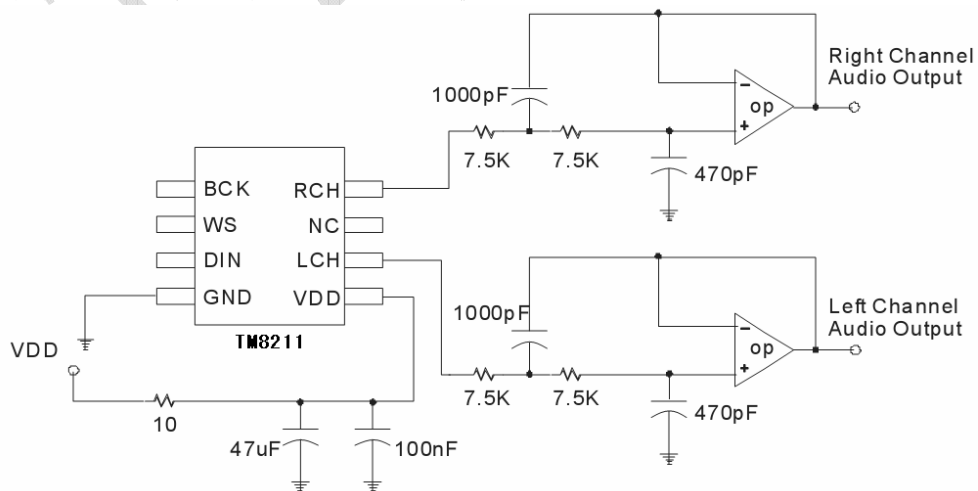 Right Channel
Audio Output
1000pF
op
-
+
7.5K
7.5K
470pF
BCK
RCH
WS
NC
DIN
LCH
GND
VDD
TM8211
Left Channel
Audio Output
1000pF
op
-
+
7.5K
7.5K
470pF
VDD
10
47uF
100nF